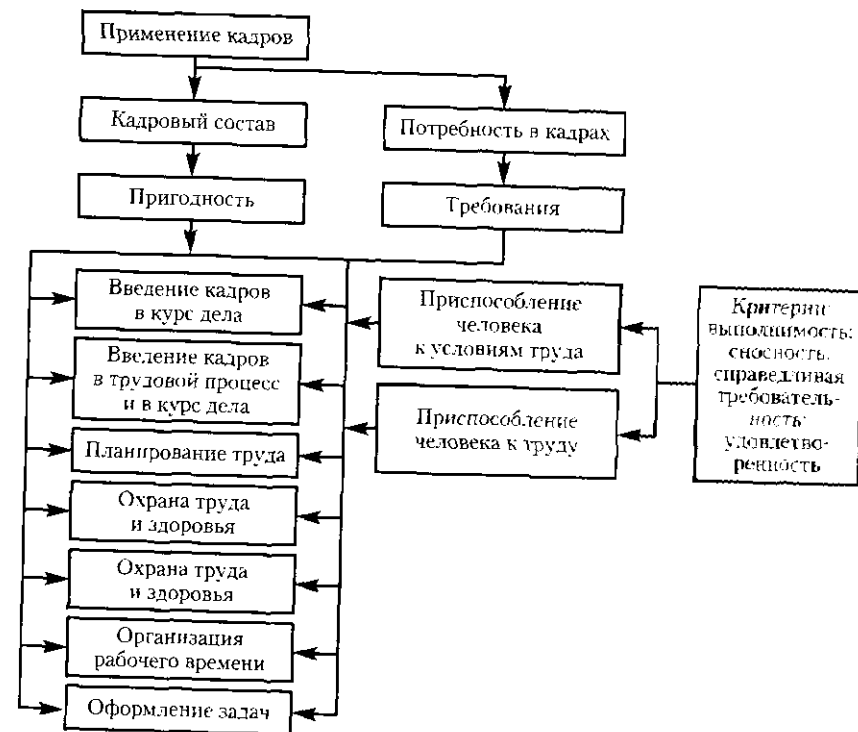 Применение кадров
Кадровый состав
Потребность в кадрах
Пригодность
Требования
Введение кадров
в курс дела
Введение кадров
в трудовой процесс
и в курс дела
Планирование труда
Охрана труда
и здоровья
Охрана труда
и здоровья
Организация
рабочего времени
Оформление задач
Приспособление
человека
к условиям труда
Приспособление
человека к труду
Критерии:
выполнимость;
сносность;
справедливая
требователь-
ность;
удовлетво-
ренность